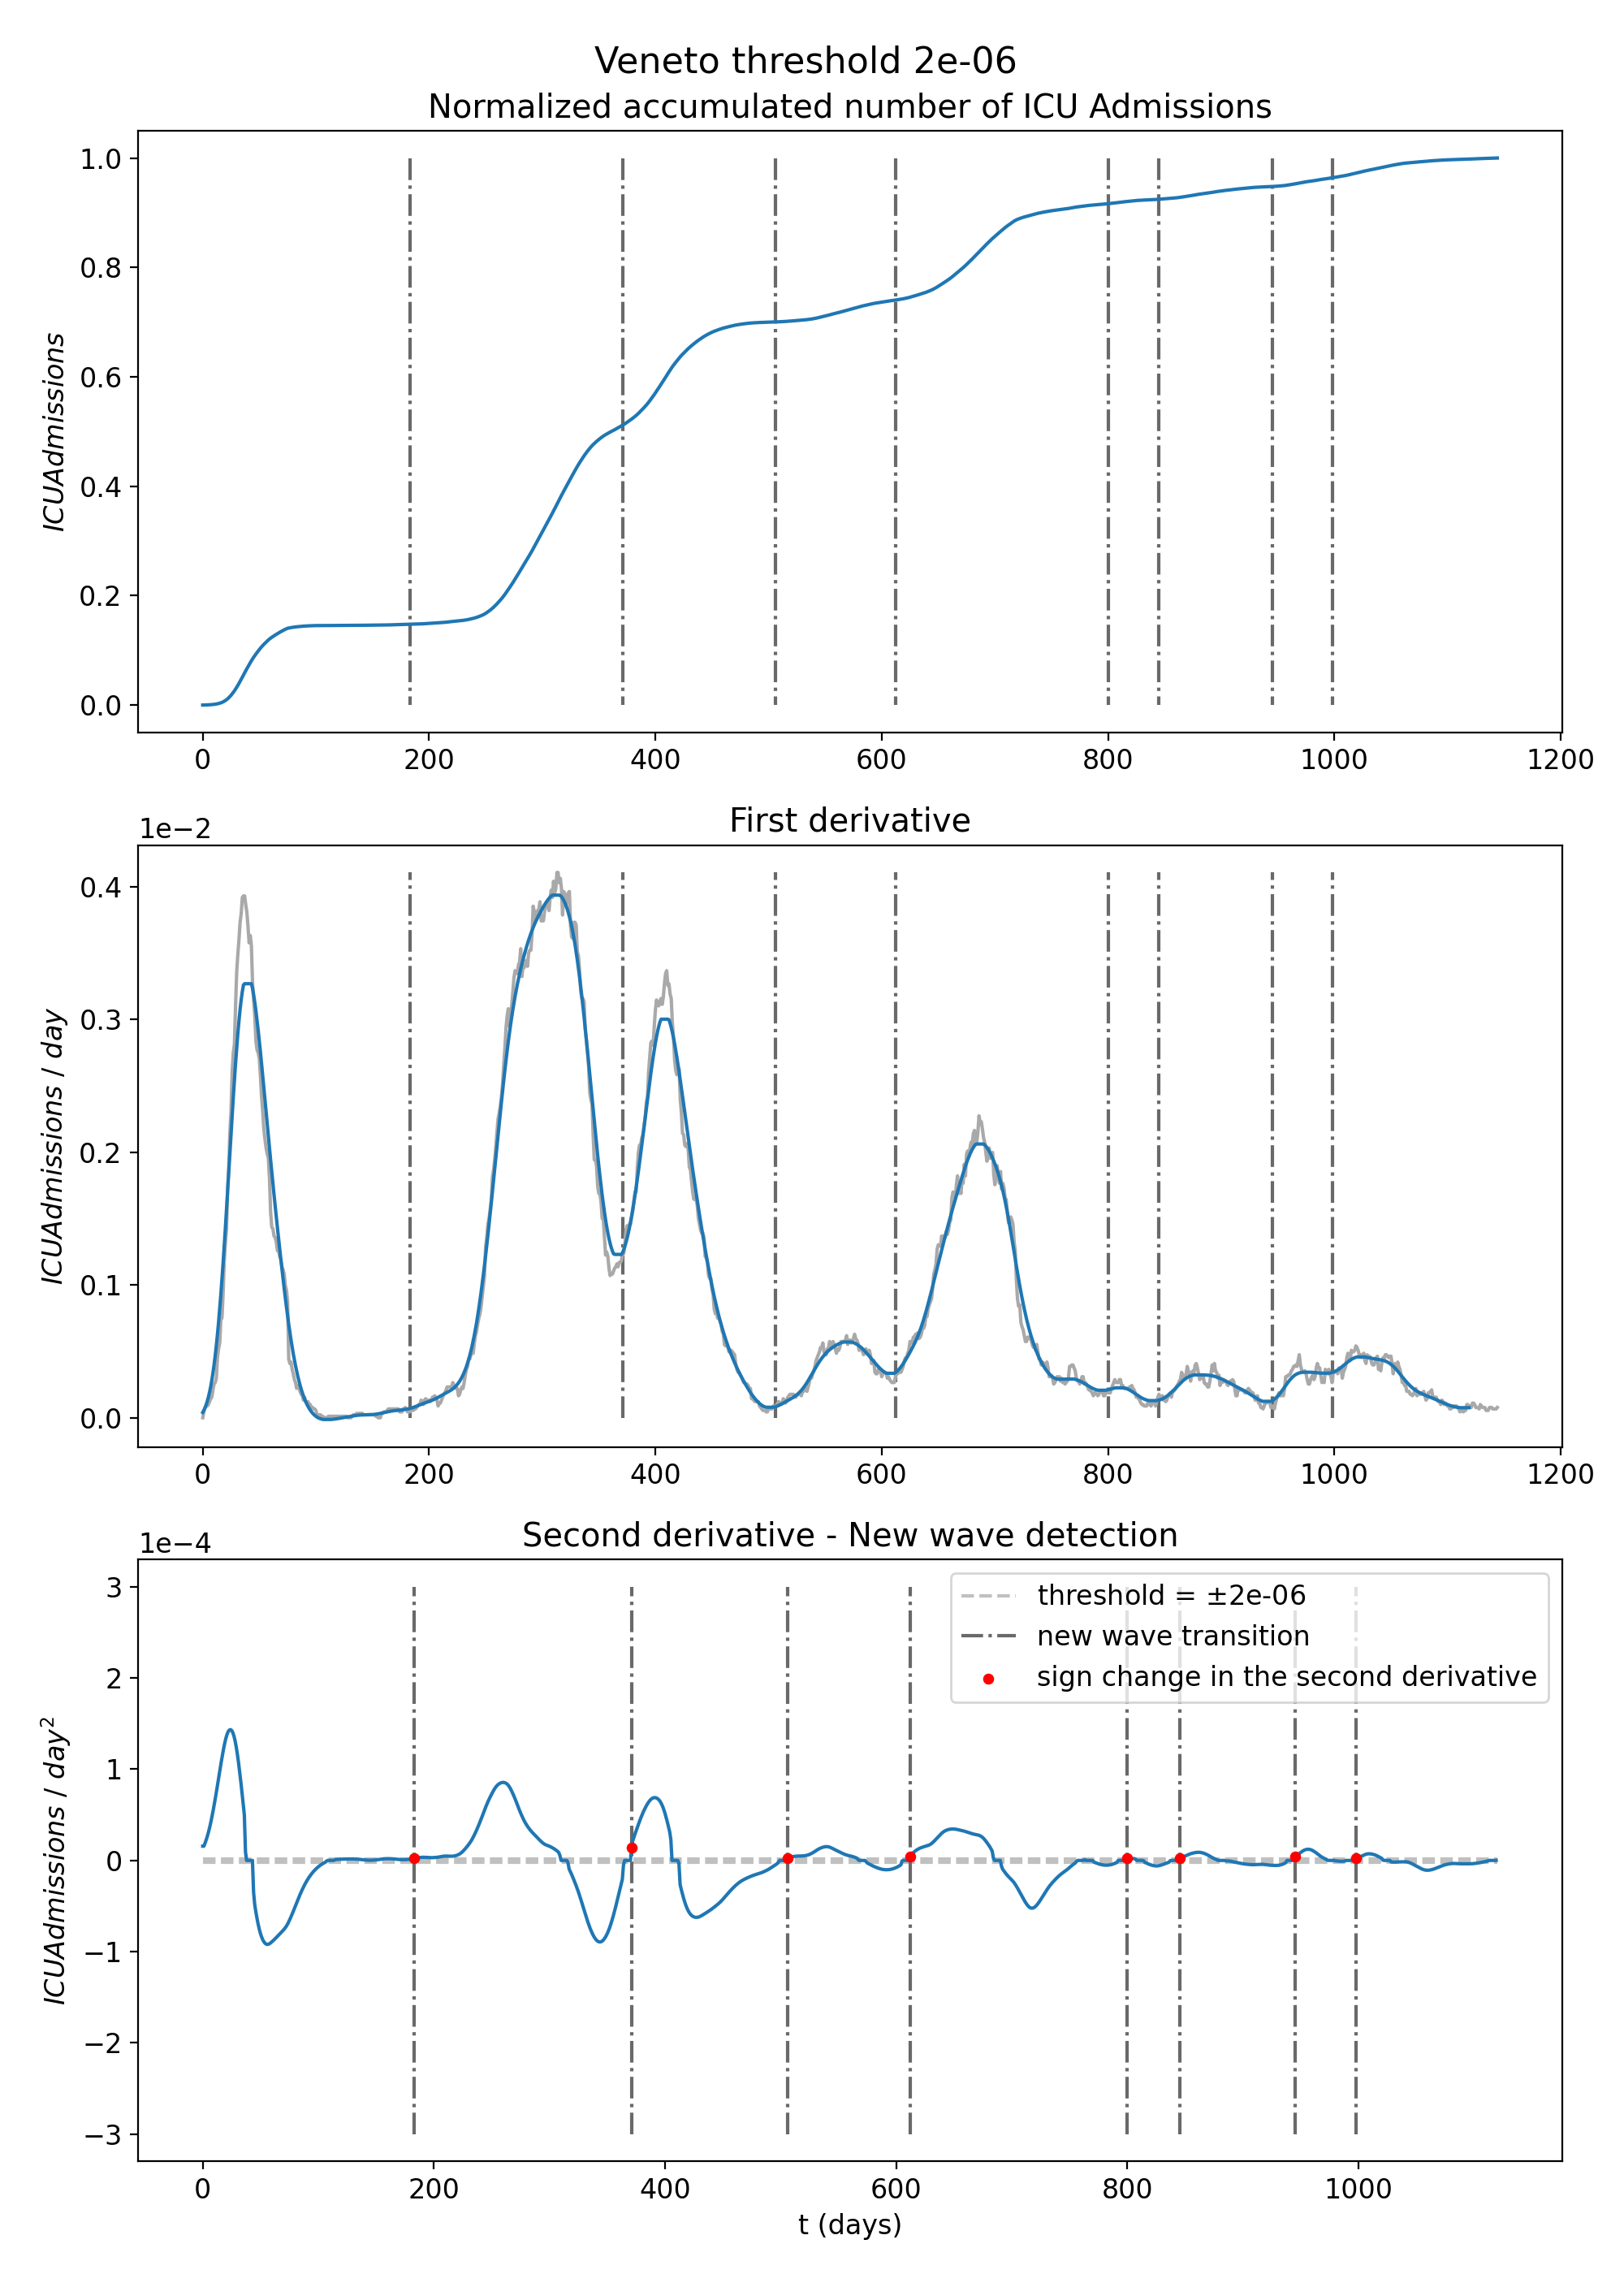 Veneto threshold 2e-06
Normalized accumulated number of ICU Admissions
1.0
0.8
0.6
0.4
0.2
0.0
ICUAdmissions
0 200 400 600 800 1000 1200
First derivative
1e−2
0.4
0.3
0.2
0.1
0.0
ICUAdmissions / day
0 200 400 600 800 1000 1200
Second derivative - New wave detection
1e−4
3
2
1
0
−1
−2
−3
ICUAdmissions / day²
threshold = ±2e-06
new wave transition
sign change in the second derivative
0 200 400 600 800 1000
t (days)